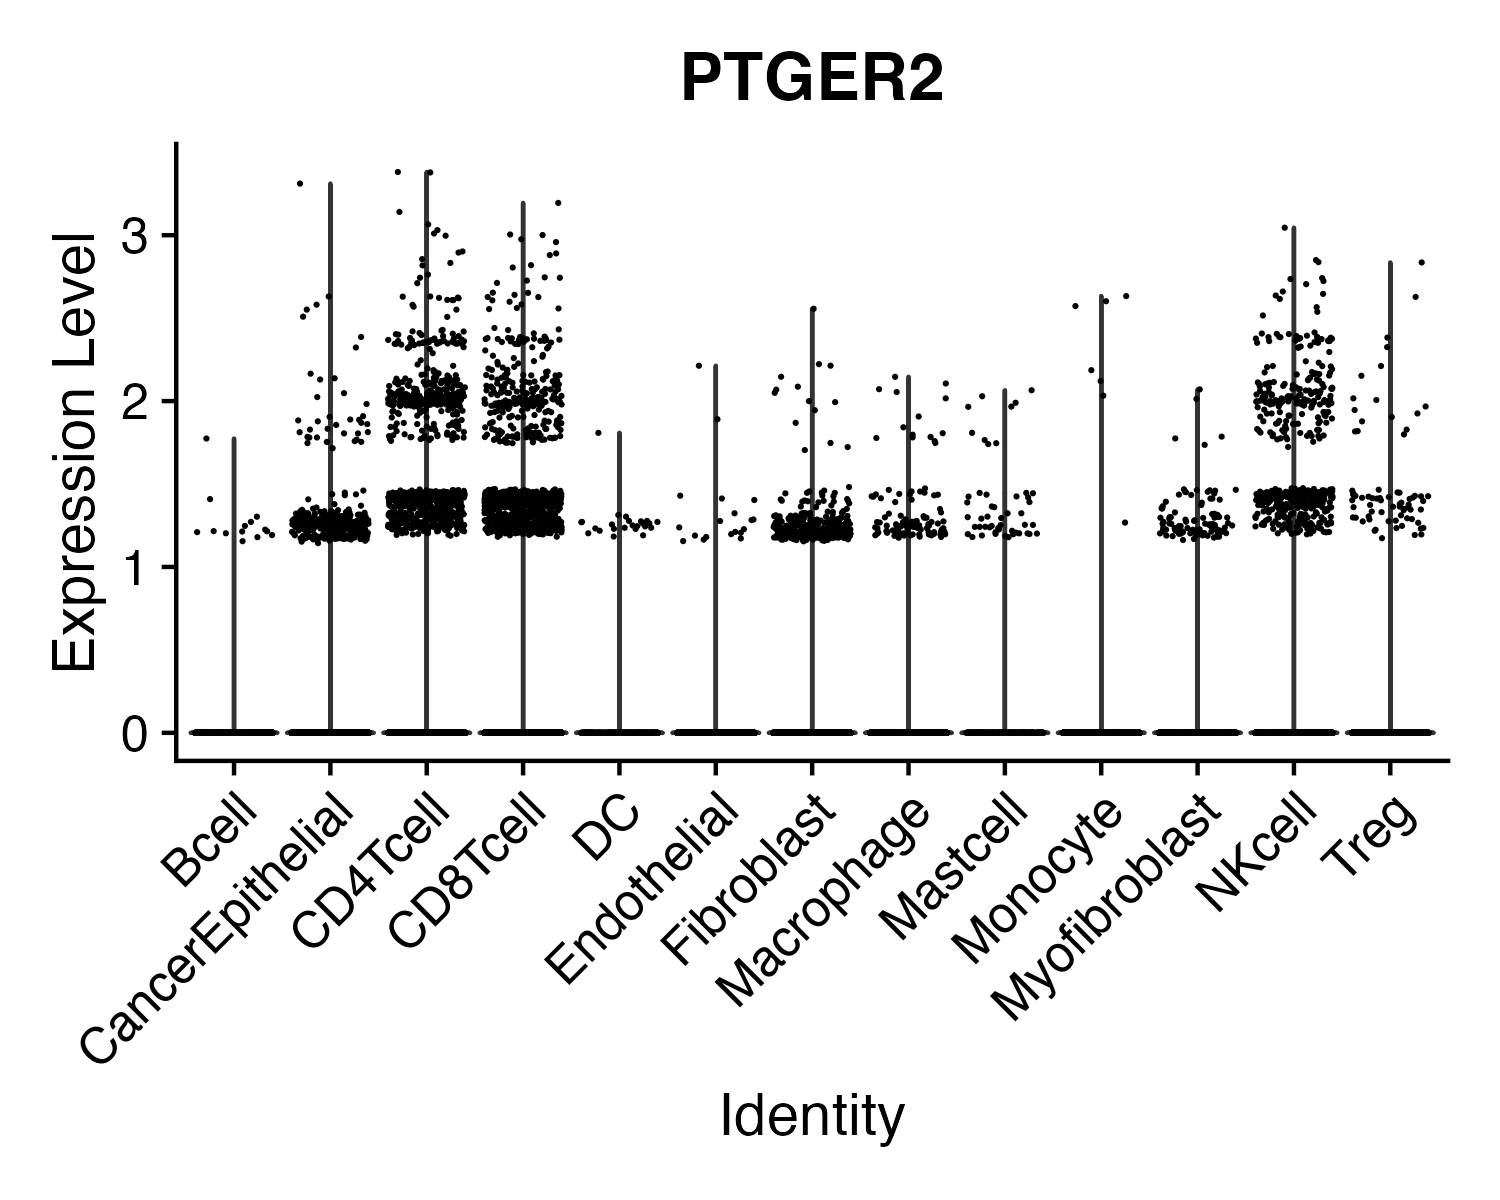 PTGER2
Expression Level
3
2
1
0
Bcell
CancerEpithelial
CD4Tcell
CD8Tcell
DC
Endothelial
Fibroblast
Macrophage
Mastcell
Monocyte
Myofibroblast
NKcell
Treg
Identity